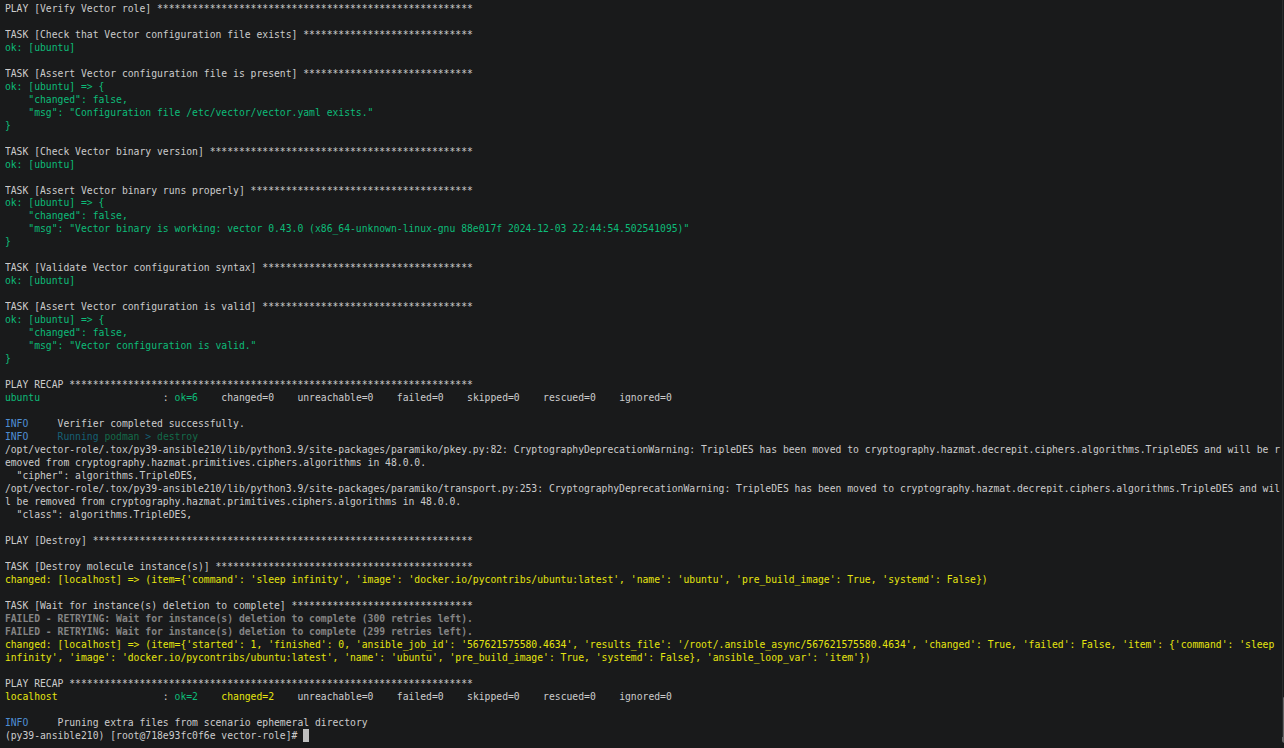 PLAY [Verify Vector role] ******************************************************
TASK [Check that Vector configuration file exists] *****************************
ok: [ubuntu]
TASK [Assert Vector configuration file is present] *****************************
ok: [ubuntu] => {
    "changed": false,
    "msg": "Configuration file /etc/vector/vector.yaml exists."
}
TASK [Check Vector binary version] *********************************************
ok: [ubuntu]
TASK [Assert Vector binary runs properly] **************************************
ok: [ubuntu] => {
    "changed": false,
    "msg": "Vector binary is working: vector 0.43.0 (x86_64-unknown-linux-gnu 88e017f 2024-12-03 22:44:54.502541095)"
}
TASK [Validate Vector configuration syntax] ************************************
ok: [ubuntu]
TASK [Assert Vector configuration is valid] ************************************
ok: [ubuntu] => {
    "changed": false,
    "msg": "Vector configuration is valid."
}
PLAY RECAP *********************************************************************
ubuntu                     : ok=6    changed=0    unreachable=0    failed=0    skipped=0    rescued=0    ignored=0
INFO     Verifier completed successfully.
INFO     Running podman > destroy
/opt/vector-role/.tox/py39-ansible210/lib/python3.9/site-packages/paramiko/pkey.py:82: CryptographyDeprecationWarning: TripleDES has been moved to cryptography.hazmat.decrepit.ciphers.algorithms.TripleDES and will be r
emoved from cryptography.hazmat.primitives.ciphers.algorithms in 48.0.0.
  "cipher": algorithms.TripleDES,
/opt/vector-role/.tox/py39-ansible210/lib/python3.9/site-packages/paramiko/transport.py:253: CryptographyDeprecationWarning: TripleDES has been moved to cryptography.hazmat.decrepit.ciphers.algorithms.TripleDES and wil
l be removed from cryptography.hazmat.primitives.ciphers.algorithms in 48.0.0.
  "class": algorithms.TripleDES,
PLAY [Destroy] *****************************************************************
TASK [Destroy molecule instance(s)] ********************************************
changed: [localhost] => (item={'command': 'sleep infinity', 'image': 'docker.io/pycontribs/ubuntu:latest', 'name': 'ubuntu', 'pre_build_image': True, 'systemd': False})
TASK [Wait for instance(s) deletion to complete] *******************************
FAILED - RETRYING: Wait for instance(s) deletion to complete (300 retries left).
FAILED - RETRYING: Wait for instance(s) deletion to complete (299 retries left).
changed: [localhost] => (item={'started': 1, 'finished': 0, 'ansible_job_id': '567621575580.4634', 'results_file': '/root/.ansible_async/567621575580.4634', 'changed': True, 'failed': False, 'item': {'command': 'sleep
infinity', 'image': 'docker.io/pycontribs/ubuntu:latest', 'name': 'ubuntu', 'pre_build_image': True, 'systemd': False}, 'ansible_loop_var': 'item'})
PLAY RECAP *********************************************************************
localhost                  : ok=2    changed=2    unreachable=0    failed=0    skipped=0    rescued=0    ignored=0
INFO     Pruning extra files from scenario ephemeral directory
(py39-ansible210) [root@718e93fc0f6e vector-role]#